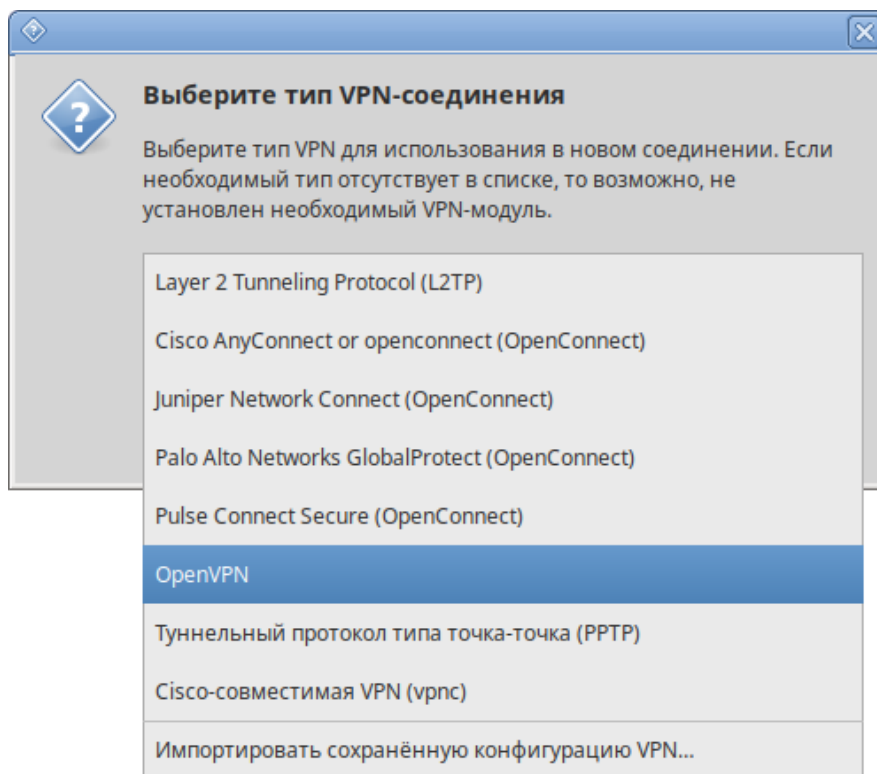 Выберите тип VPN-соединения
Выберите тип VPN для использования в новом соединении. Если
необходимый тип отсутствует в списке, то возможно, не
установлен необходимый VPN-модуль.
Layer 2 Tunneling Protocol (L2TP)
Cisco AnyConnect or openconnect (OpenConnect)
Juniper Network Connect (OpenConnect)
Palo Alto Networks GlobalProtect (OpenConnect)
Pulse Connect Secure (OpenConnect)
OpenVPN
Туннельный протокол типа точка-точка (PPTP)
Cisco-совместимая VPN (vpnc)
Импортировать сохранённую конфигурацию VPN...